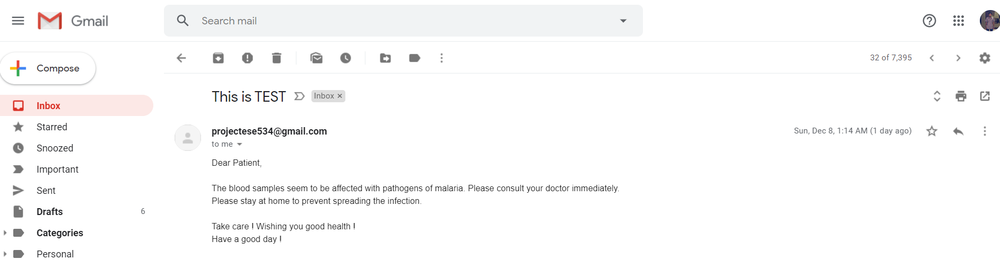 Gmail
Search mail
Compose
32 of 7,395
Inbox
Starred
Snoozed
Important
Sent
Drafts 6
Categories
Personal
This is TEST Inbox ×
projectese534@gmail.com Sun, Dec 8, 1:14 AM (1 day ago)
to me
Dear Patient,
The blood samples seem to be affected with pathogens of malaria. Please consult your doctor immediately.
Please stay at home to prevent spreading the infection.
Take care ! Wishing you good health !
Have a good day !